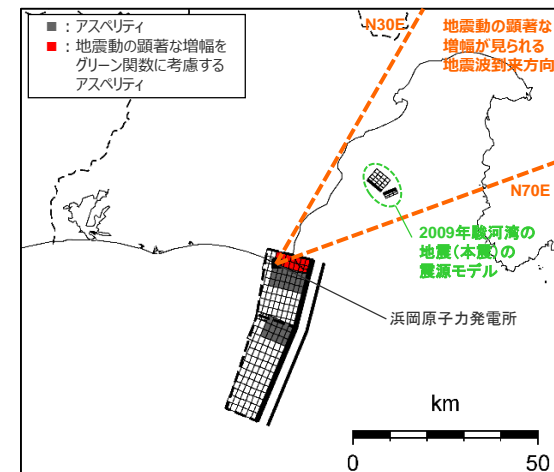 ■ : アスペリティ
■ : 地震動の顕著な増幅を
グリーン関数に考慮する
アスペリティ
N30E
地震動の顕著な
増幅が見られる
地震波到来方向
N70E
2009年駿河湾の
地震(本震)の
震源モデル
浜岡原子力発電所
km
0
50